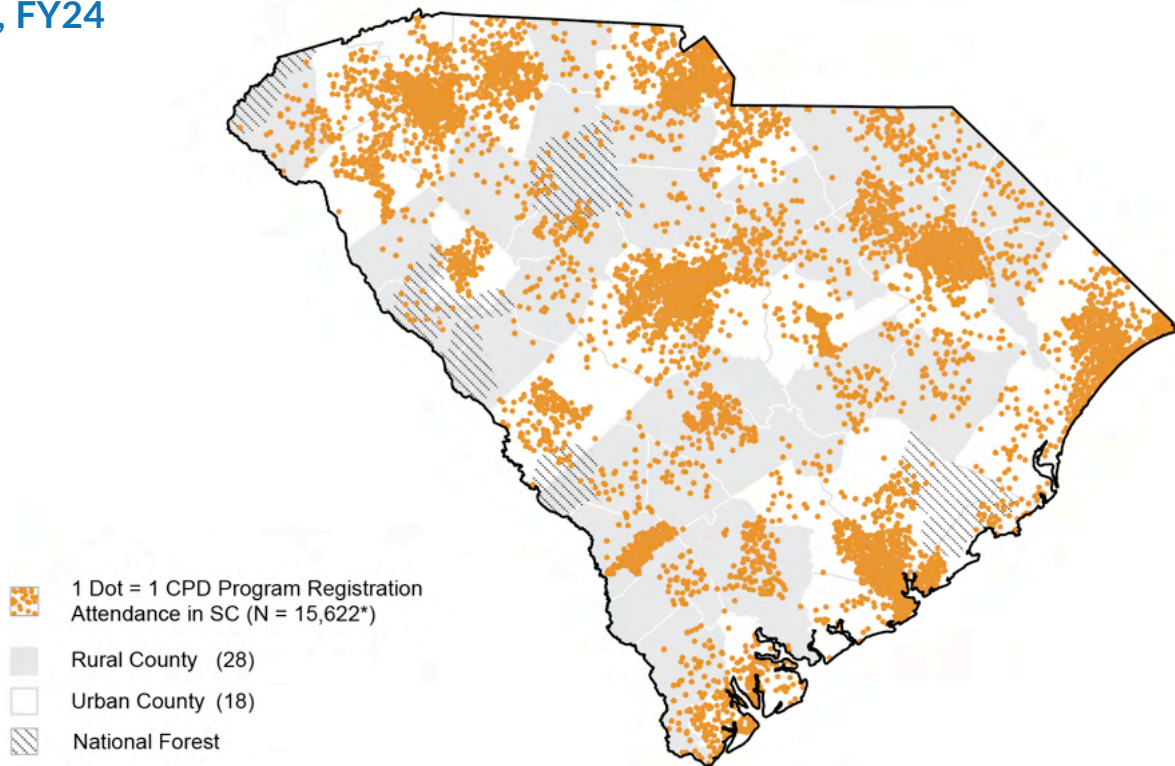 , FY24
1 Dot = 1 CPD Program Registration
Attendance in SC (N = 15,622*)
Rural County (28)
Urban County (18)
National Forest